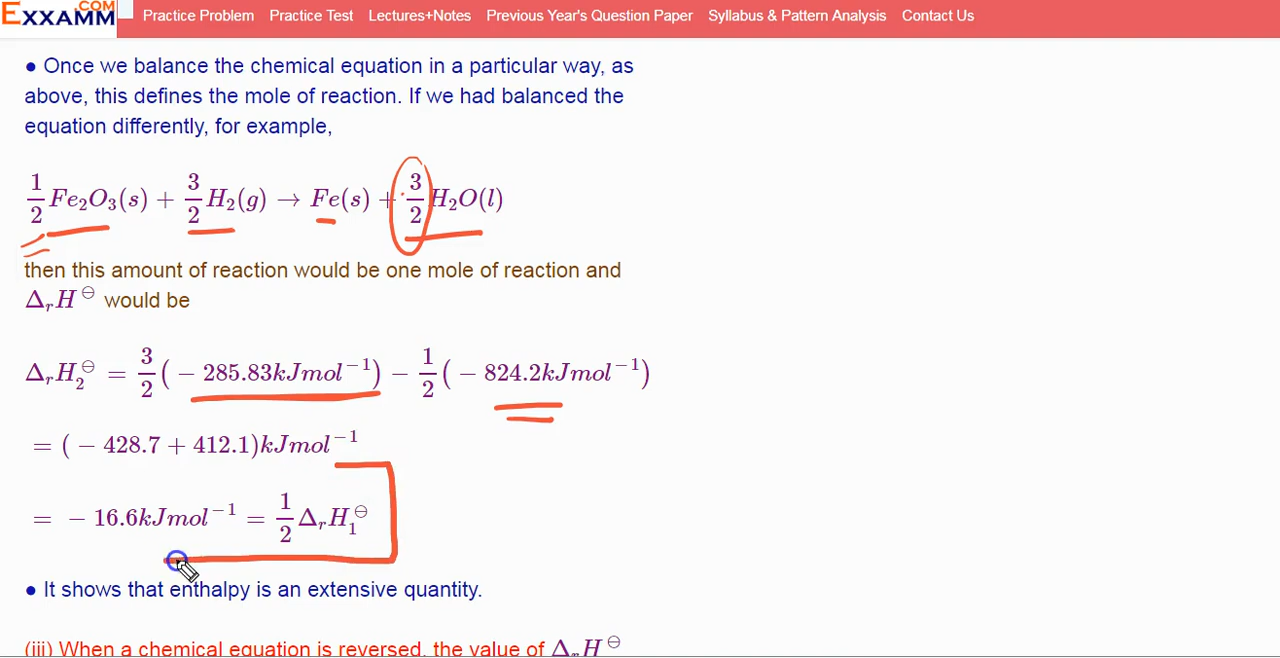 EXXAMM .COM
Practice Problem Practice Test Lectures+Notes Previous Year's Question Paper Syllabus & Pattern Analysis Contact Us
● Once we balance the chemical equation in a particular way, as
above, this defines the mole of reaction. If we had balanced the
equation differently, for example,
1/2 Fe₂O₃(s) + 3/2 H₂(g) → Fe(s) + 3/2 H₂O(l)
then this amount of reaction would be one mole of reaction and
ΔᵣH⊖ would be
ΔᵣH₂⊖ = 3/2 ( − 285.83kJmol⁻¹) − 1/2 ( − 824.2kJmol⁻¹)
= ( − 428.7 + 412.1)kJmol⁻¹
= − 16.6kJmol⁻¹ = 1/2 ΔᵣH₁⊖
● It shows that enthalpy is an extensive quantity.
(iii) When a chemical equation is reversed, the value of ΔᵣH⊖